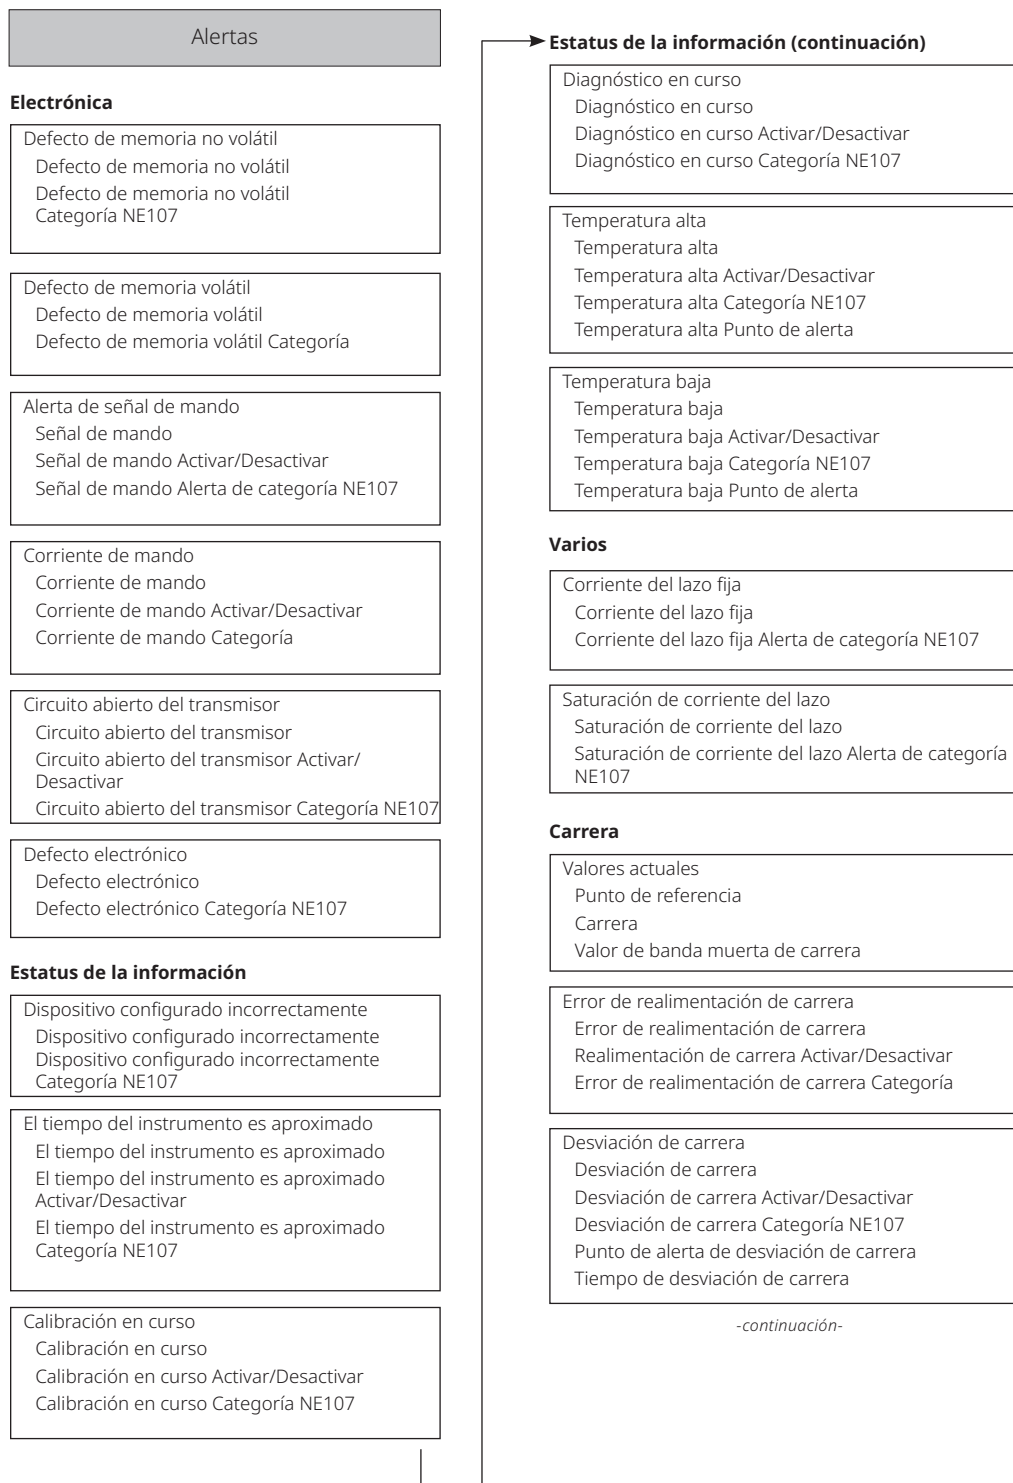 Alertas
Electrónica
Defecto de memoria no volátil
Defecto de memoria no volátil
Defecto de memoria no volátil
Categoría NE107
Defecto de memoria volátil
Defecto de memoria volátil
Defecto de memoria volátil Categoría
Alerta de señal de mando
Señal de mando
Señal de mando Activar/Desactivar
Señal de mando Alerta de categoría NE107
Corriente de mando
Corriente de mando
Corriente de mando Activar/Desactivar
Corriente de mando Categoría
Circuito abierto del transmisor
Circuito abierto del transmisor
Circuito abierto del transmisor Activar/
Desactivar
Circuito abierto del transmisor Categoría NE107
Defecto electrónico
Defecto electrónico
Defecto electrónico Categoría NE107
Estatus de la información
Dispositivo configurado incorrectamente
Dispositivo configurado incorrectamente
Dispositivo configurado incorrectamente
Categoría NE107
El tiempo del instrumento es aproximado
El tiempo del instrumento es aproximado
El tiempo del instrumento es aproximado
Activar/Desactivar
El tiempo del instrumento es aproximado
Categoría NE107
Calibración en curso
Calibración en curso
Calibración en curso Activar/Desactivar
Calibración en curso Categoría NE107
Estatus de la información (continuación)
Diagnóstico en curso
Diagnóstico en curso
Diagnóstico en curso Activar/Desactivar
Diagnóstico en curso Categoría NE107
Temperatura alta
Temperatura alta
Temperatura alta Activar/Desactivar
Temperatura alta Categoría NE107
Temperatura alta Punto de alerta
Temperatura baja
Temperatura baja
Temperatura baja Activar/Desactivar
Temperatura baja Categoría NE107
Temperatura baja Punto de alerta
Varios
Corriente del lazo fija
Corriente del lazo fija
Corriente del lazo fija Alerta de categoría NE107
Saturación de corriente del lazo
Saturación de corriente del lazo
Saturación de corriente del lazo Alerta de categoría
NE107
Carrera
Valores actuales
Punto de referencia
Carrera
Valor de banda muerta de carrera
Error de realimentación de carrera
Error de realimentación de carrera
Realimentación de carrera Activar/Desactivar
Error de realimentación de carrera Categoría
Desviación de carrera
Desviación de carrera
Desviación de carrera Activar/Desactivar
Desviación de carrera Categoría NE107
Punto de alerta de desviación de carrera
Tiempo de desviación de carrera
-continuación-